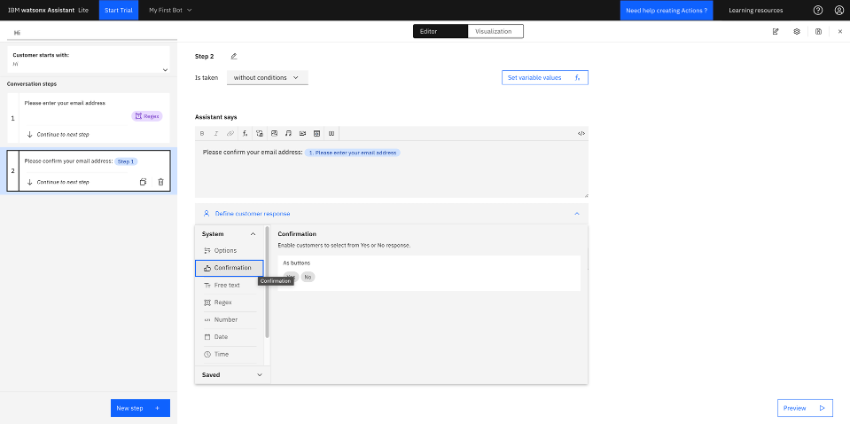 IBM watsonx Assistant Lite
Start Trial
My First Bot
Need help creating Actions ?
Learning resources
Hi
Editor
Visualization
Customer starts with:
Hi
Conversation steps
1
Please enter your email address
Regex
Continue to next step
2
Please confirm your email address: Step 1
Continue to next step
New step +
Step 2
Is taken
without conditions
Set variable values
Assistant says
Please confirm your email address: 1. Please enter your email address
Define customer response
System
Options
Confirmation
Free text
Regex
Number
Date
Time
Saved
Confirmation
Enable customers to select from Yes or No response.
As buttons
No
Confirmation
Preview